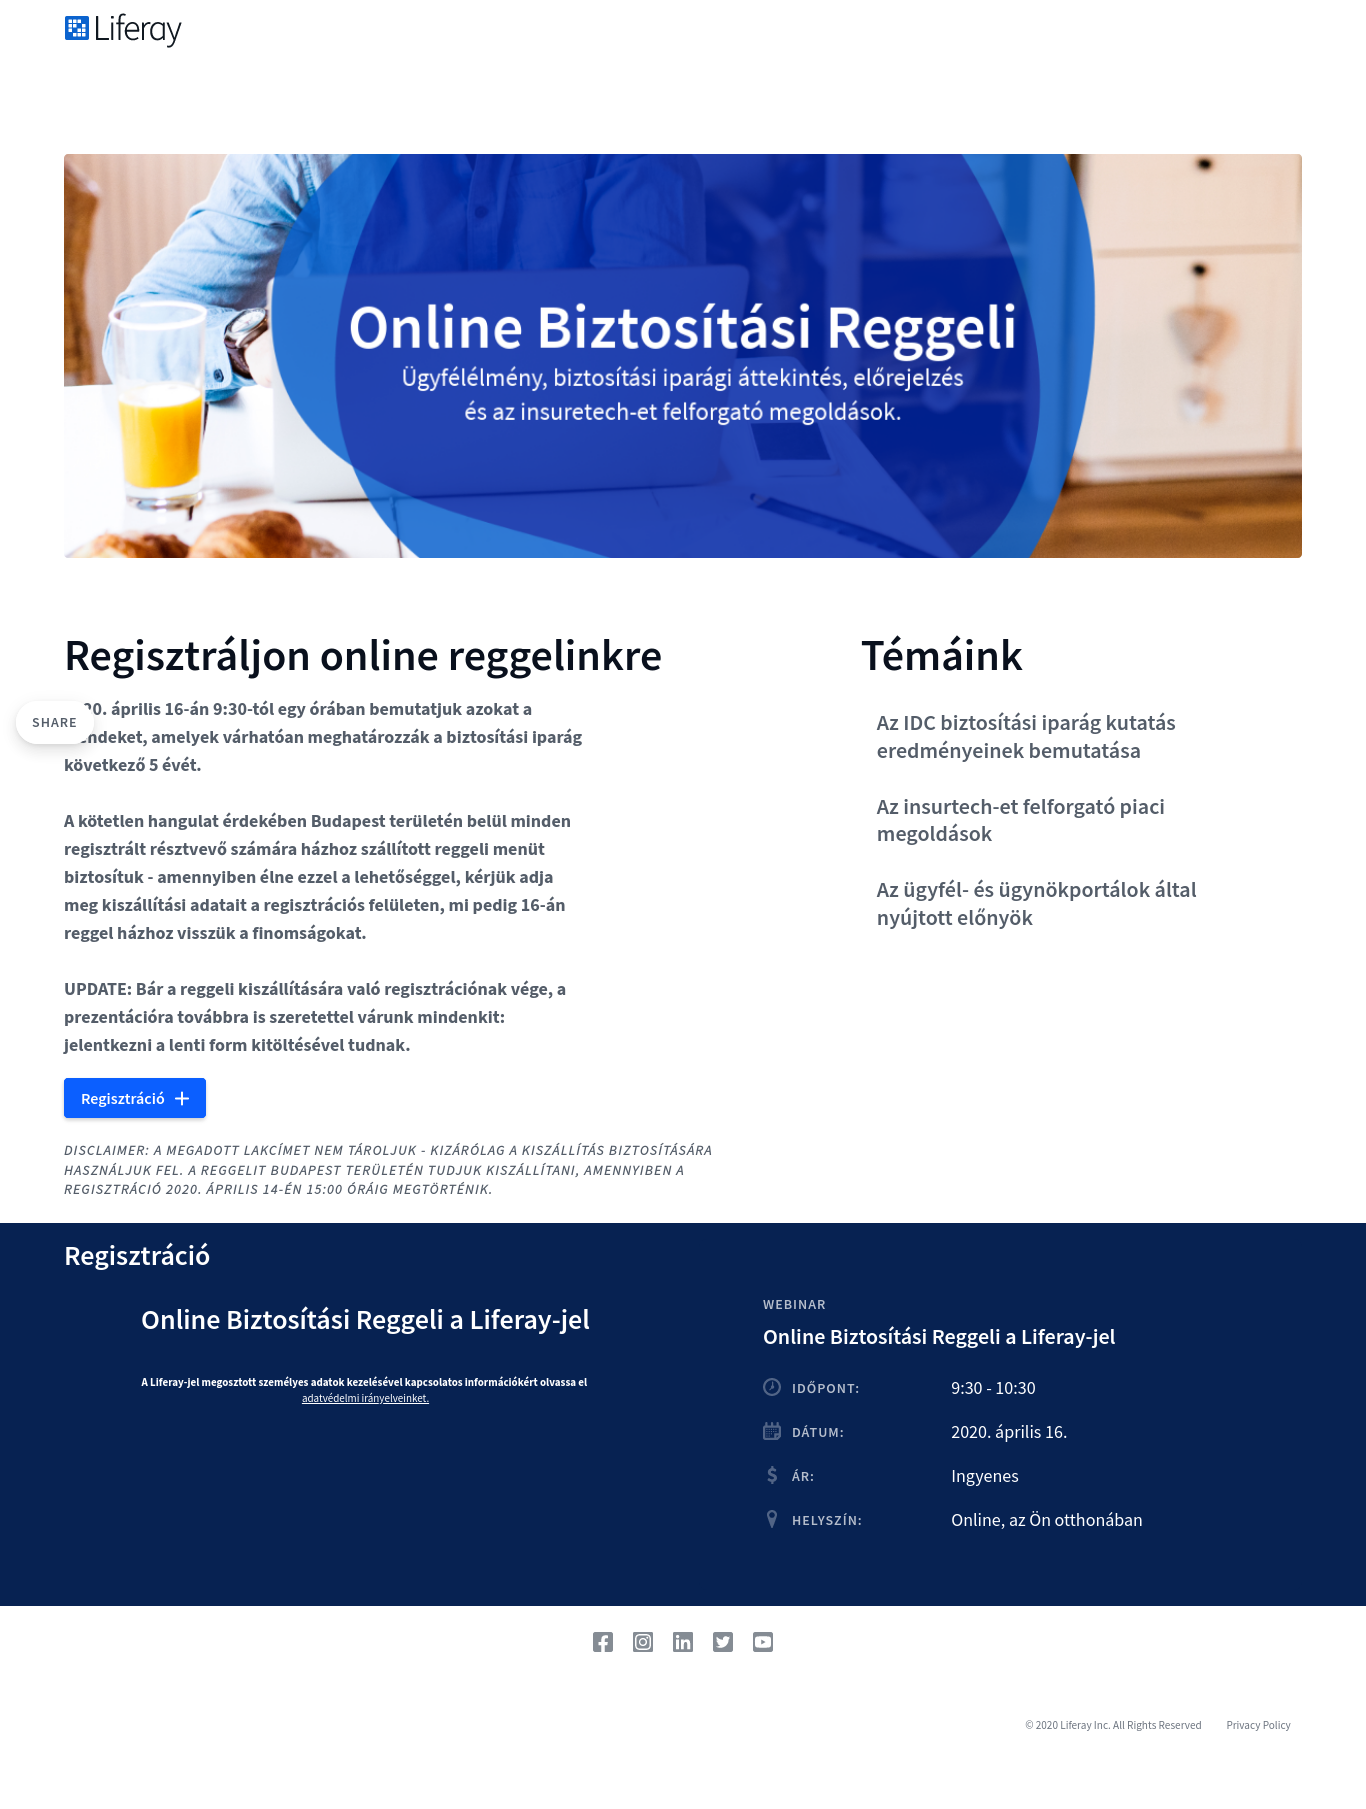 Liferay
Online Biztosítási Reggeli
Ügyfélélmény, biztosítási iparági áttekintés, előrejelzés
és az insuretech-et felforgató megoldások.
Regisztráljon online reggelinkre
április 16-án 9:30-tól egy órában bemutatjuk azokat a
amelyek várhatóan meghatározzák a biztosítási iparág
következő 5 évét.
SHARE
A kötetlen hangulat érdekében Budapest területén belül minden
regisztrált résztvevő számára házhoz szállított reggeli menüt
biztosítuk - amennyiben élne ezzel a lehetőséggel, kérjük adja
meg kiszállítási adatait a regisztrációs felületen, mi pedig 16-án
reggel házhoz visszük a finomságokat.
UPDATE: Bár a reggeli kiszállítására való regisztrációnak vége, a
prezentációra továbbra is szeretettel várunk mindenkit:
jelentkezni a lenti form kitöltésével tudnak.
Regisztráció
DISCLAIMER: A MEGADOTT LAKCÍMET NEM TÁROLJUK - KIZÁRÓLAG A KISZÁLLÍTÁS BIZTOSÍTÁSÁRA
HASZNÁLJUK FEL. A REGGELIT BUDAPEST TERÜLETÉN TUDJUK KISZÁLLÍTANI, AMENNYIBEN A
REGISZTRÁCIÓ 2020. ÁPRILIS 14-ÉN 15:00 ÓRÁIG MEGTÖRTÉNIK.
Témáink
Az IDC biztosítási iparág kutatás
eredményeinek bemutatása
Az insurtech-et felforgató piaci
megoldások
Az ügyfél- és ügynökportálok által
nyújtott előnyök
Regisztráció
Online Biztosítási Reggeli a Liferay-jel
A Liferay-jel megosztott személyes adatok kezelésével kapcsolatos információkért olvassa el
adatvédelmi irányelveinket.
WEBINAR
Online Biztosítási Reggeli a Liferay-jel
IDŐPONT: 9:30 - 10:30
DÁTUM: 2020. április 16.
ÁR: Ingyenes
HELYSZÍN: Online, az Ön otthonában
© 2020 Liferay Inc. All Rights Reserved Privacy Policy